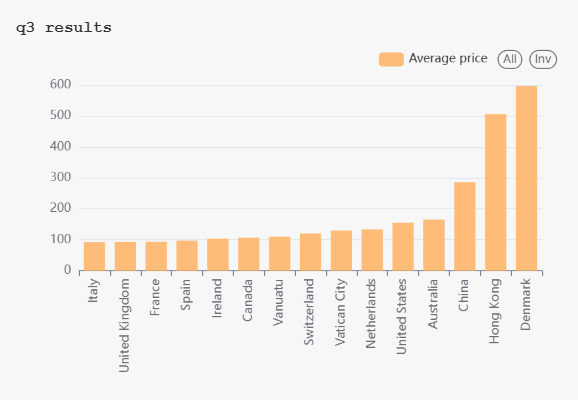 q3 results
Average price All Inv
600
500
400
300
200
100
0
Italy
United Kingdom
France
Spain
Ireland
Canada
Vanuatu
Switzerland
Vatican City
Netherlands
United States
Australia
China
Hong Kong
Denmark